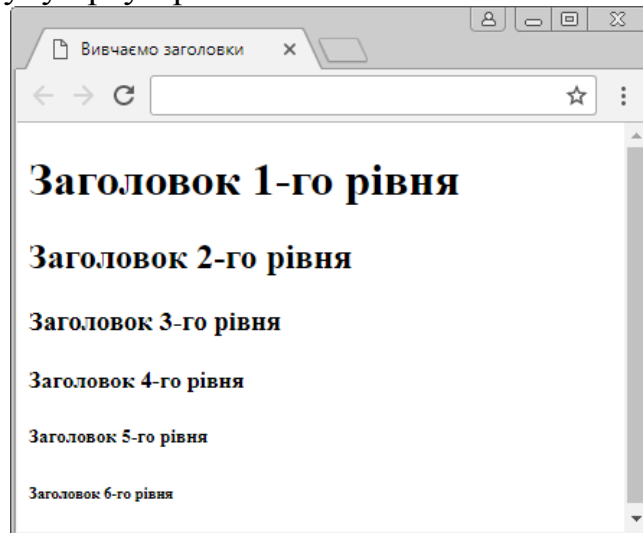 Вивчаємо заголовки
Заголовок 1-го рівня
Заголовок 2-го рівня
Заголовок 3-го рівня
Заголовок 4-го рівня
Заголовок 5-го рівня
Заголовок 6-го рівня